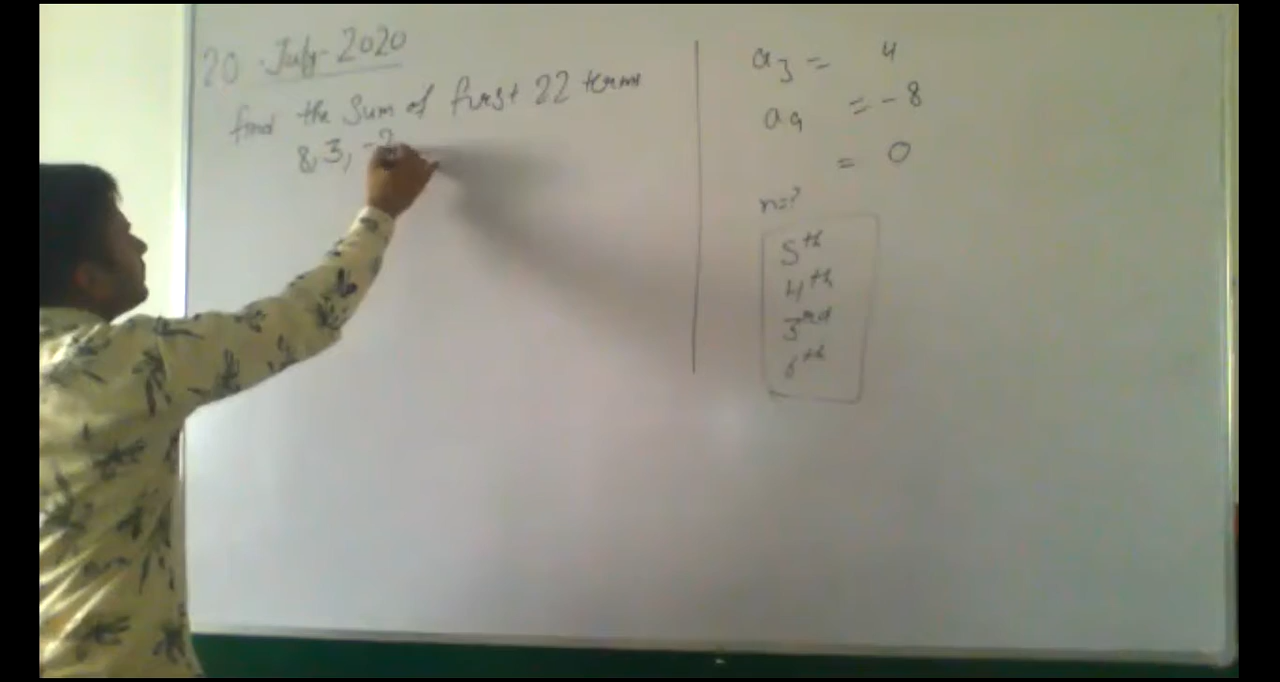 20 July 2020
find the Sum of first 22 terms
8, 3, -2
a3 = 4
a9 = -8
= 0
n=?
5th
4th
3rd
6th